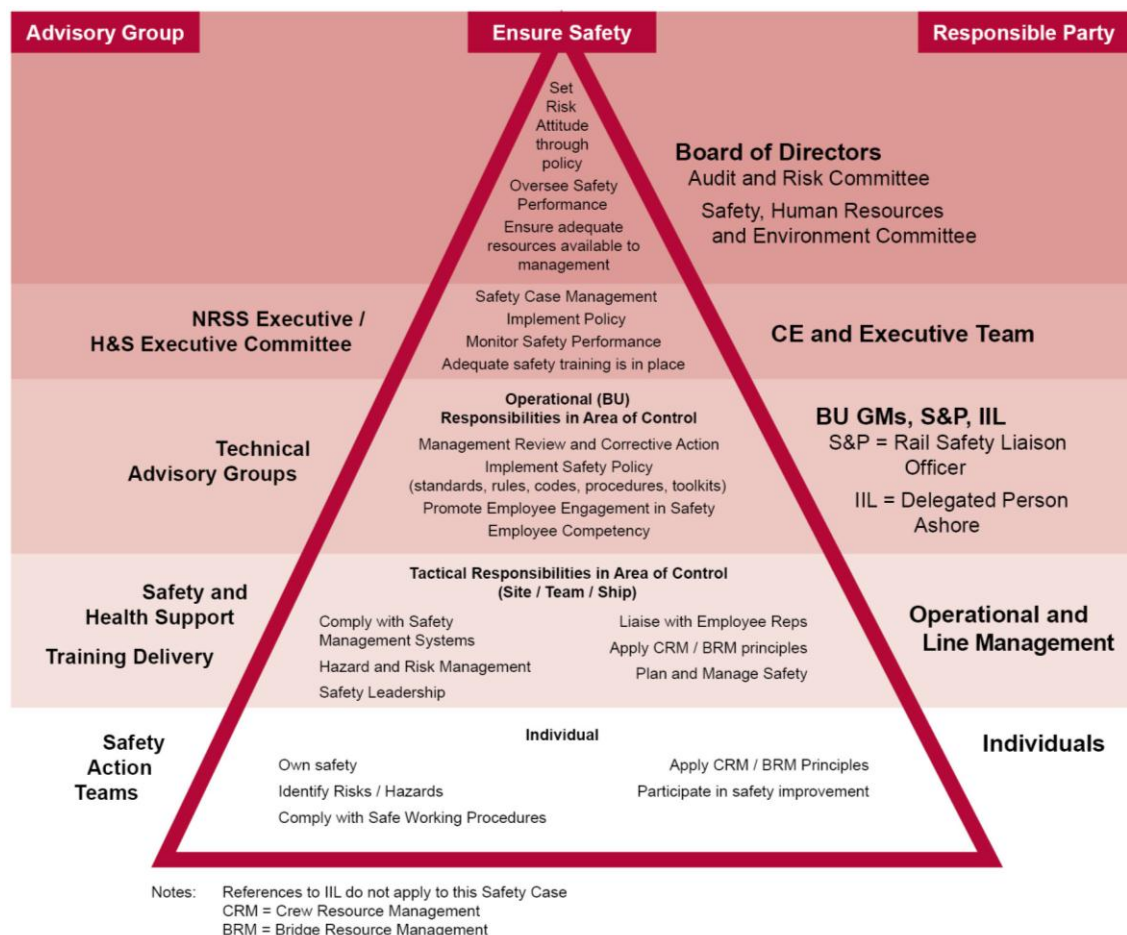 Advisory Group
Ensure Safety
Responsible Party
Set
Risk
Attitude
through
policy
Oversee Safety
Performance
Ensure adequate
resources available to
management
Board of Directors
Audit and Risk Committee
Safety, Human Resources
and Environment Committee
NRSS Executive /
H&S Executive Committee
Safety Case Management
Implement Policy
Monitor Safety Performance
Adequate safety training is in place
CE and Executive Team
Technical
Advisory Groups
Operational (BU)
Responsibilities in Area of Control
Management Review and Corrective Action
Implement Safety Policy
(standards, rules, codes, procedures, toolkits)
Promote Employee Engagement in Safety
Employee Competency
BU GMs, S&P, IIL
S&P = Rail Safety Liaison
Officer
IIL = Delegated Person
Ashore
Safety and
Health Support
Training Delivery
Tactical Responsibilities in Area of Control
(Site / Team / Ship)
Comply with Safety
Management Systems
Hazard and Risk Management
Safety Leadership
Liaise with Employee Reps
Apply CRM / BRM principles
Plan and Manage Safety
Operational and
Line Management
Safety
Action
Teams
Individual
Own safety
Identify Risks / Hazards
Comply with Safe Working Procedures
Apply CRM / BRM Principles
Participate in safety improvement
Individuals
Notes: References to IIL do not apply to this Safety Case
CRM = Crew Resource Management
BRM = Bridge Resource Management